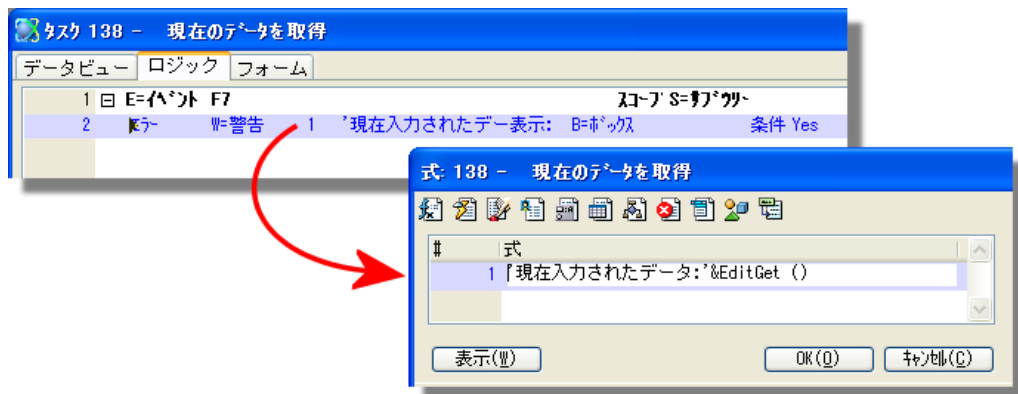 ﾀｽｸ 138 - 現在のﾃﾞｰﾀを取得
データビュー ロジック フォーム
1 E=ｲﾍﾞﾝﾄ F7 ｽｺｰﾌﾟ S=ｻﾌﾞﾂﾘｰ
2 ｴﾗｰ W=警告 1 '現在入力されたデー表示: B=ﾎﾞｯｸｽ 条件 Yes
式: 138 - 現在のﾃﾞｰﾀを取得
# 式
1 '現在入力されたデータ:'&EditGet ()
表示(W) OK(O) ｷｬﾝｾﾙ(C)